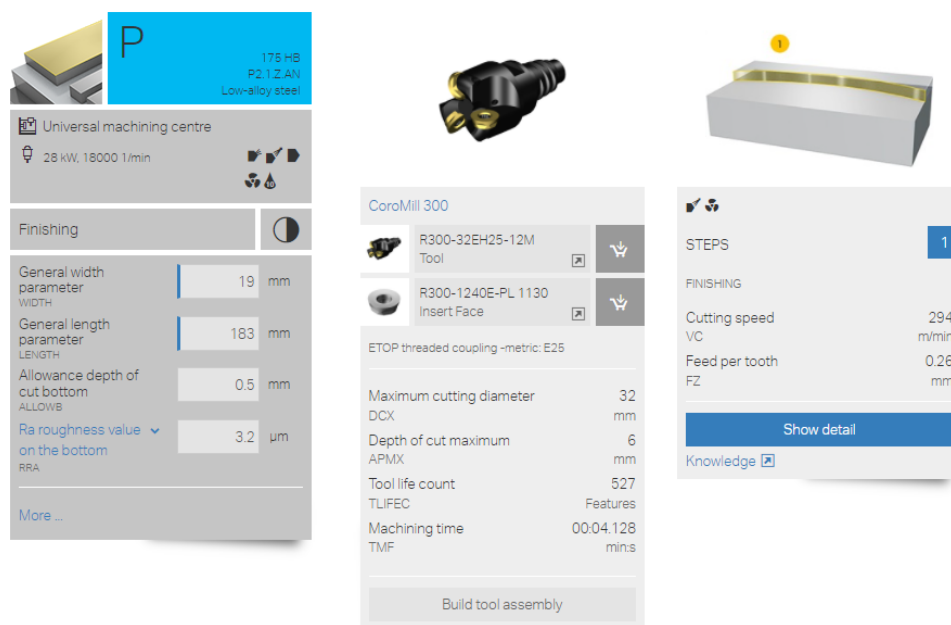 P
175 HB
P2.1.Z.AN
Low-alloy steel
Universal machining centre
28 kW, 18000 1/min
10
Finishing
General width
parameter
WIDTH
19 mm
General length
parameter
LENGTH
183 mm
Allowance depth of
cut bottom
ALLOWB
0.5 mm
Ra roughness value
on the bottom
RRA
3.2 µm
More ...
CoroMill 300
R300-32EH25-12M
Tool
R300-1240E-PL 1130
Insert Face
ETOP threaded coupling -metric: E25
Maximum cutting diameter 32
DCX mm
Depth of cut maximum 6
APMX mm
Tool life count 527
TLIFEC Features
Machining time 00:04.128
TMF min:s
Build tool assembly
1
STEPS 1
FINISHING
Cutting speed 294
VC m/min
Feed per tooth 0.26
FZ mm
Show detail
Knowledge